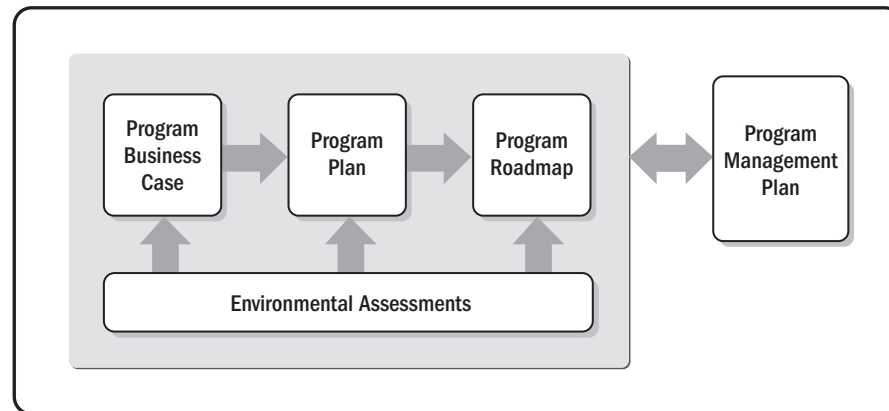 Program
Business
Case
Program
Plan
Program
Roadmap
Program
Management
Plan
Environmental Assessments